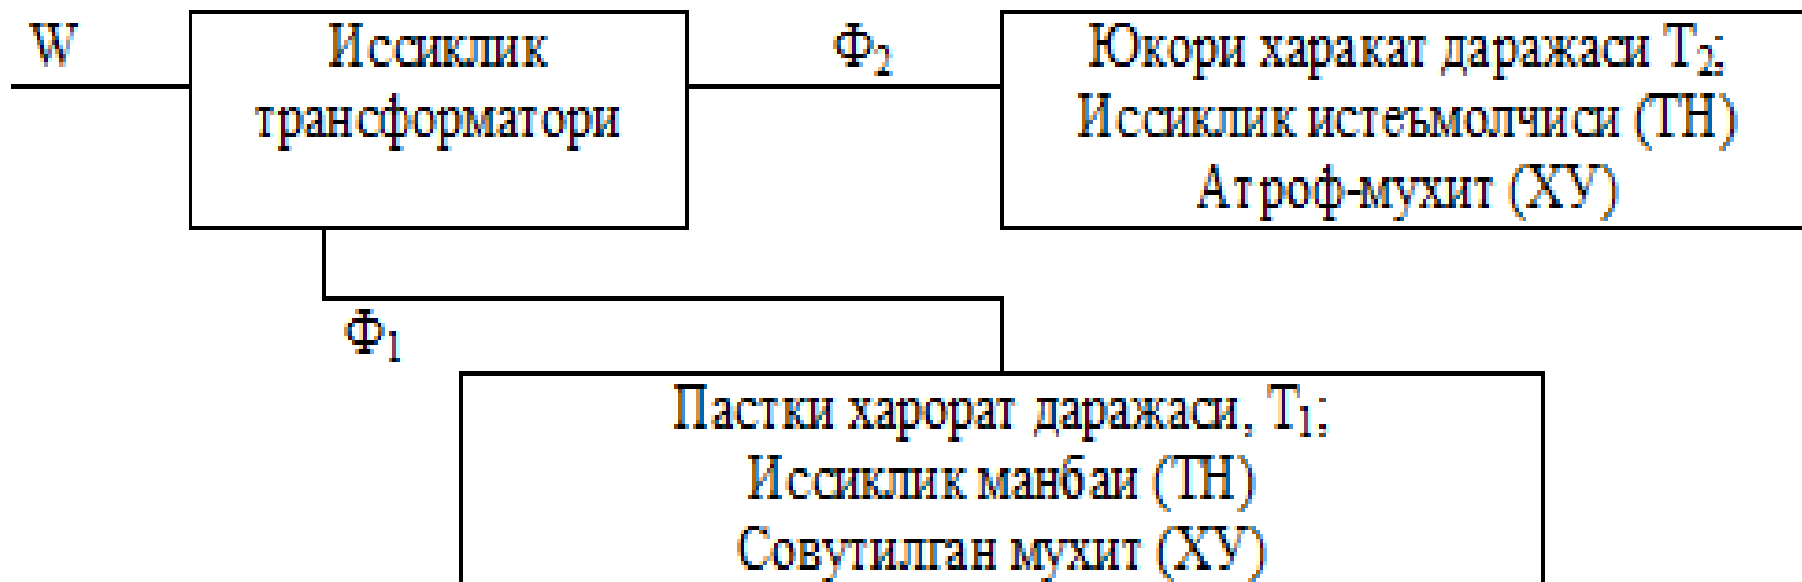 W
Иссиклик
трансформатори
Ф₂
Юкори харакат даражаси Т₂;
Иссиклик истеъмолчиси (ТН)
Атроф-мухит (ХУ)
Ф₁
Пастки харорат даражаси, Т₁;
Иссиклик манбаи (ТН)
Совутилган мухит (ХУ)